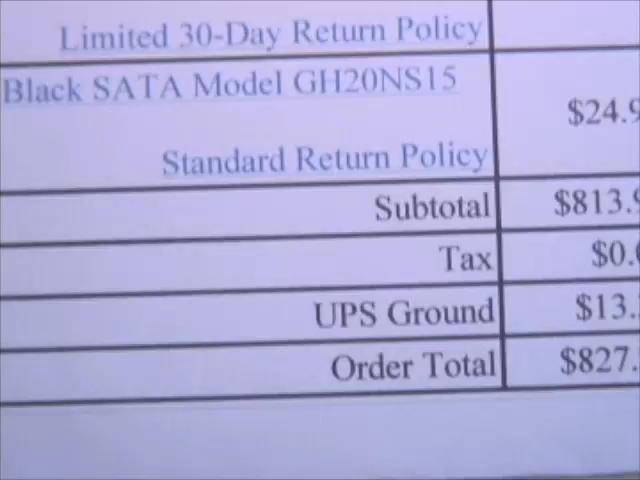 Limited 30-Day Return Policy
Black SATA Model GH20NS15
$24.9
Standard Return Policy
Subtotal $813.9
Tax $0.0
UPS Ground $13.
Order Total $827.